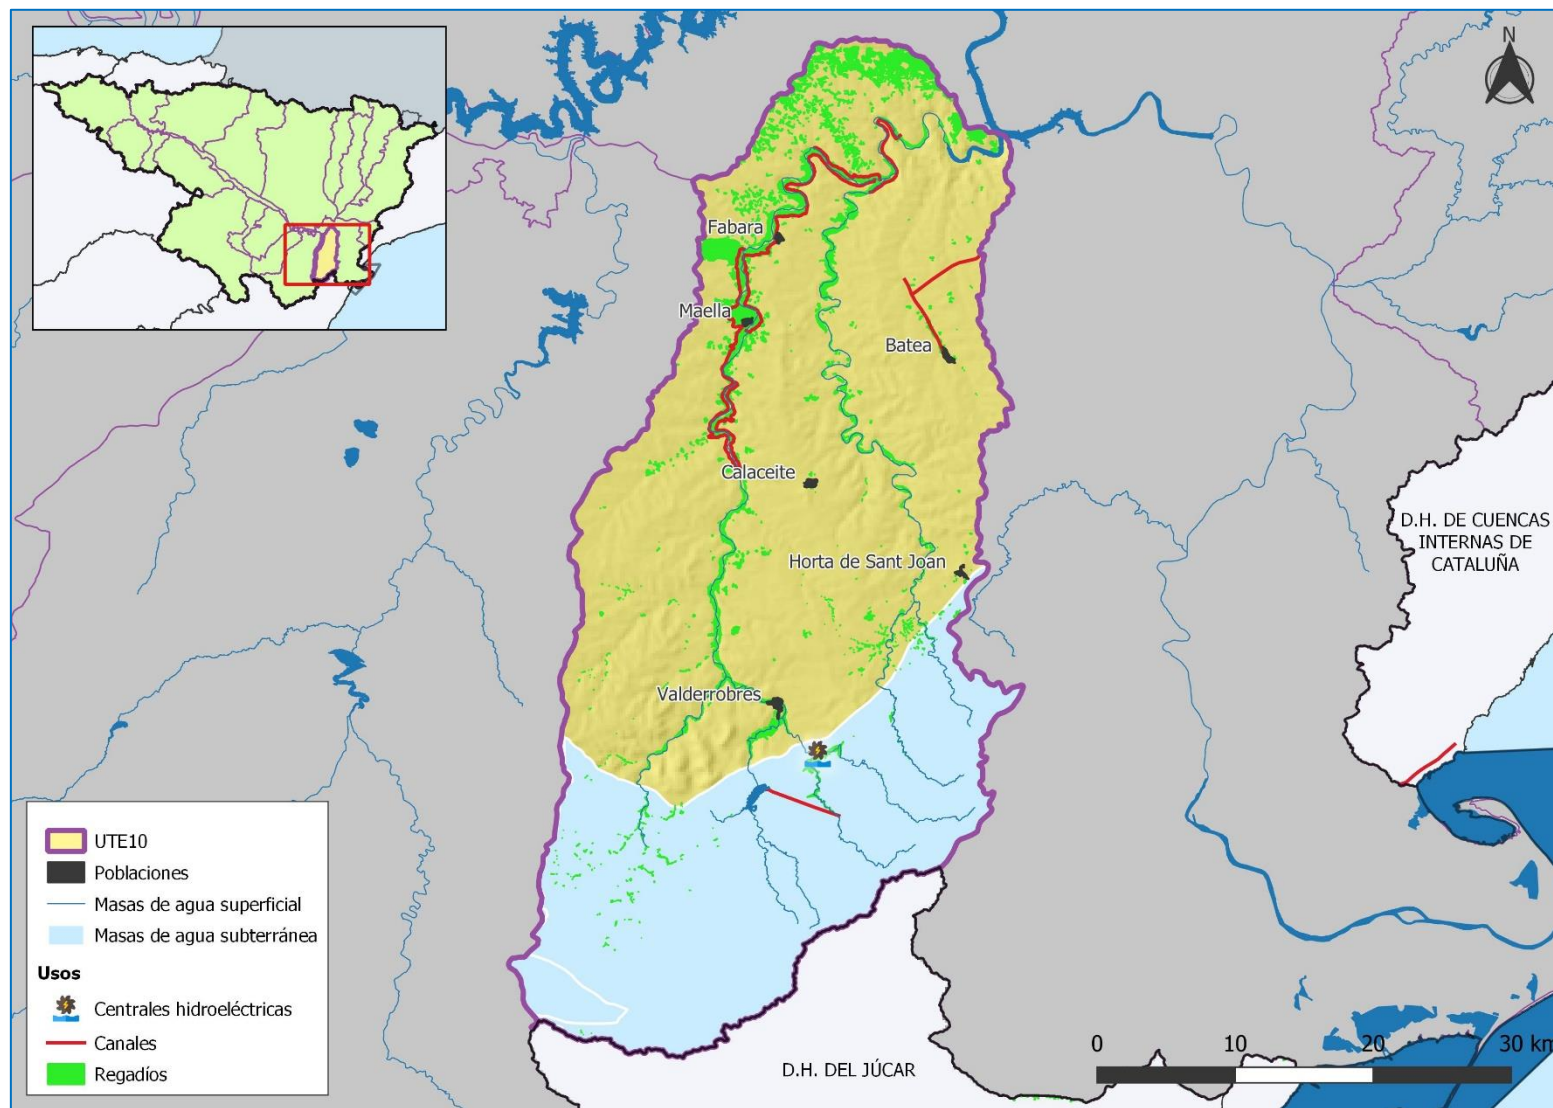 N
Fabara
Maella
Batea
Calaceite
Horta de Sant Joan
Valderrobres
D.H. DE CUENCAS
INTERNAS DE
CATALUÑA
D.H. DEL JÚCAR
UTE10
Poblaciones
Masas de agua superficial
Masas de agua subterránea
Usos
Centrales hidroeléctricas
Canales
Regadíos
0 10 20 30 km